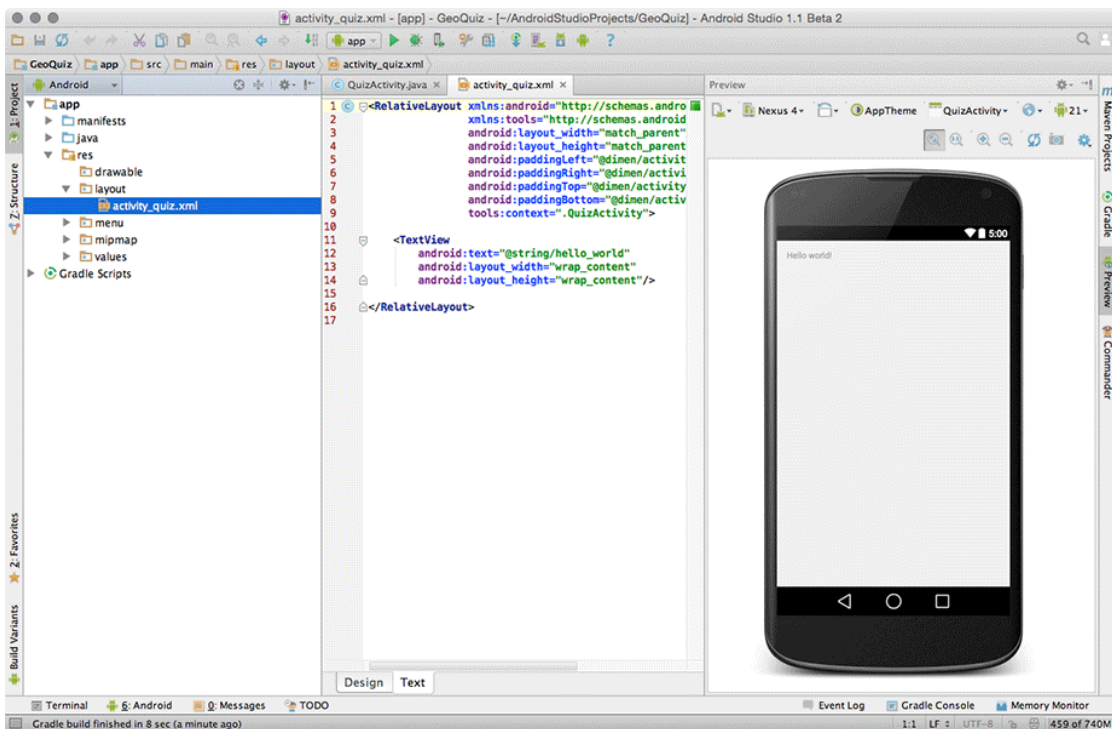 activity_quiz.xml - [app] - GeoQuiz - [~/AndroidStudioProjects/GeoQuiz] - Android Studio 1.1 Beta 2
app
GeoQuiz app src main res layout activity_quiz.xml
Android
QuizActivity.java activity_quiz.xml
Preview
1: Project
Z: Structure
2: Favorites
Build Variants
app
manifests
java
res
drawable
layout
activity_quiz.xml
menu
mipmap
values
Gradle Scripts
1 <RelativeLayout xmlns:android="http://schemas.andro
2 xmlns:tools="http://schemas.android
3 android:layout_width="match_parent"
4 android:layout_height="match_parent
5 android:paddingLeft="@dimen/activit
6 android:paddingRight="@dimen/activi
7 android:paddingTop="@dimen/activity
8 android:paddingBottom="@dimen/activ
9 tools:context=".QuizActivity">
10
11 <TextView
12 android:text="@string/hello_world"
13 android:layout_width="wrap_content"
14 android:layout_height="wrap_content"/>
15
16 </RelativeLayout>
17
Design Text
Nexus 4 AppTheme QuizActivity 21
5:00
Hello world!
m
Maven Projects
Gradle
Preview
Commander
Terminal 6: Android 0: Messages TODO Event Log Gradle Console Memory Monitor
Gradle build finished in 8 sec (a minute ago) 1:1 LF UTF-8 459 of 740M